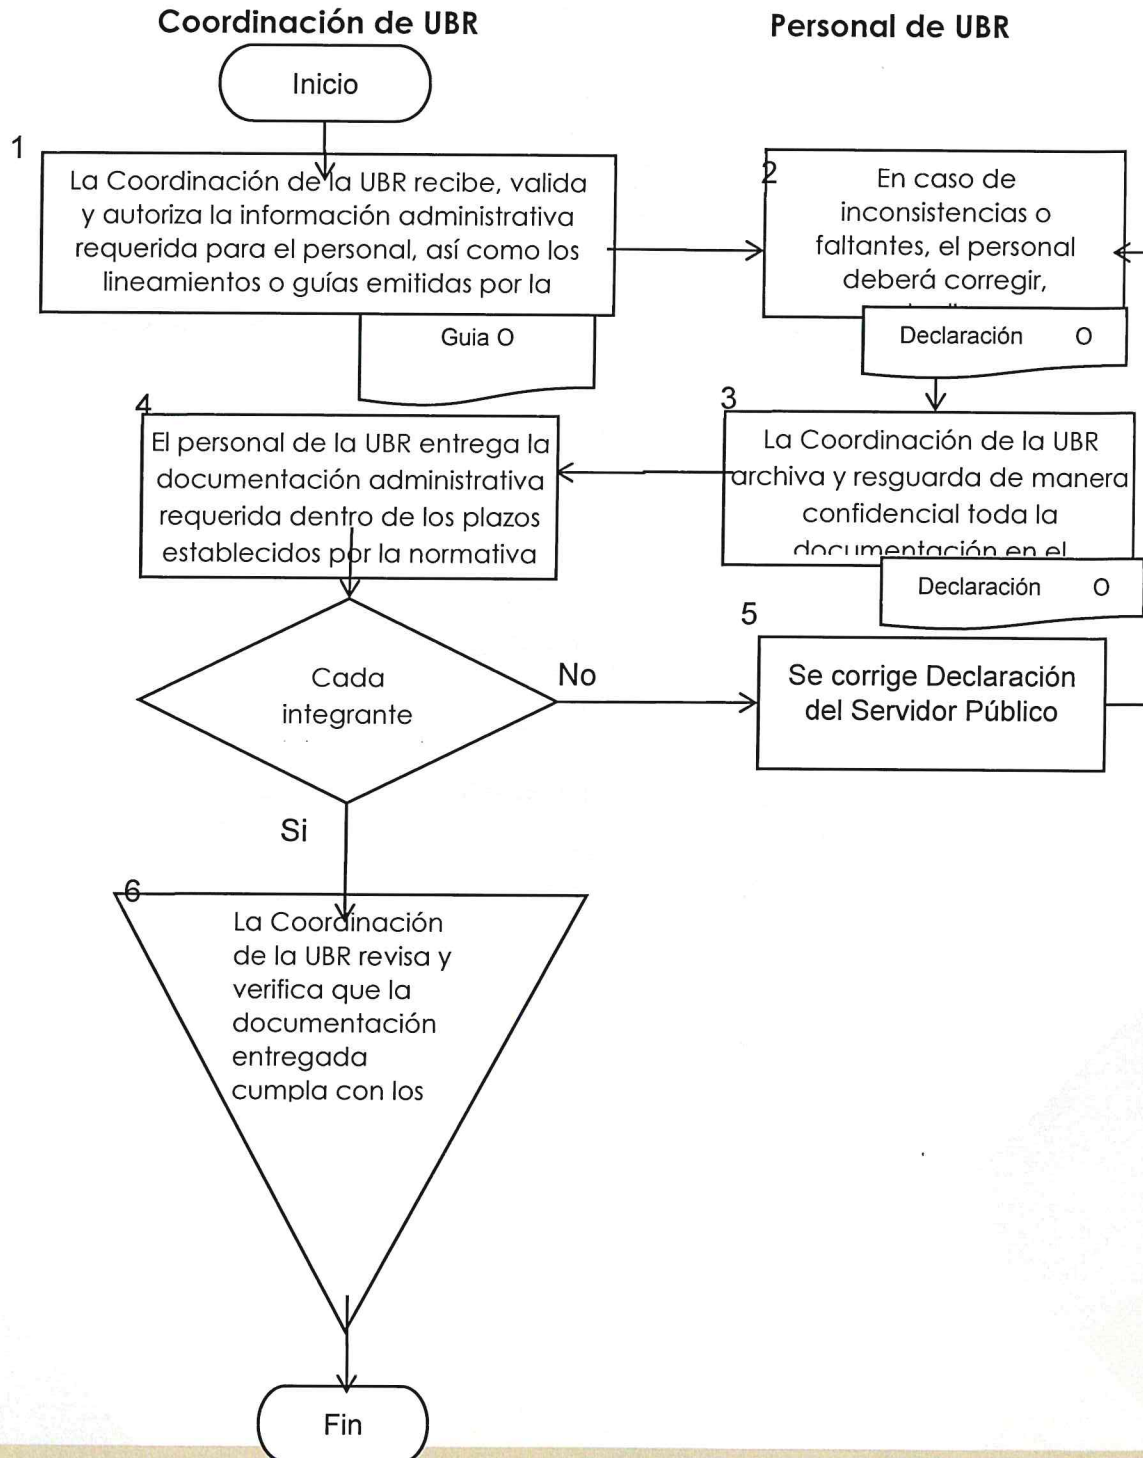 Coordinación de UBR
Personal de UBR
Inicio
1
La Coordinación de la UBR recibe, valida
y autoriza la información administrativa
requerida para el personal, así como los
lineamientos o guías emitidas por la
Guia O
2
En caso de
inconsistencias o
faltantes, el personal
deberá corregir,
Declaración O
3
La Coordinación de la UBR
archiva y resguarda de manera
confidencial toda la
documentación en el
Declaración O
4
El personal de la UBR entrega la
documentación administrativa
requerida dentro de los plazos
establecidos por la normativa
Cada
integrante
No
5
Se corrige Declaración
del Servidor Público
Si
6
La Coordinación
de la UBR revisa y
verifica que la
documentación
entregada
cumpla con los
Fin